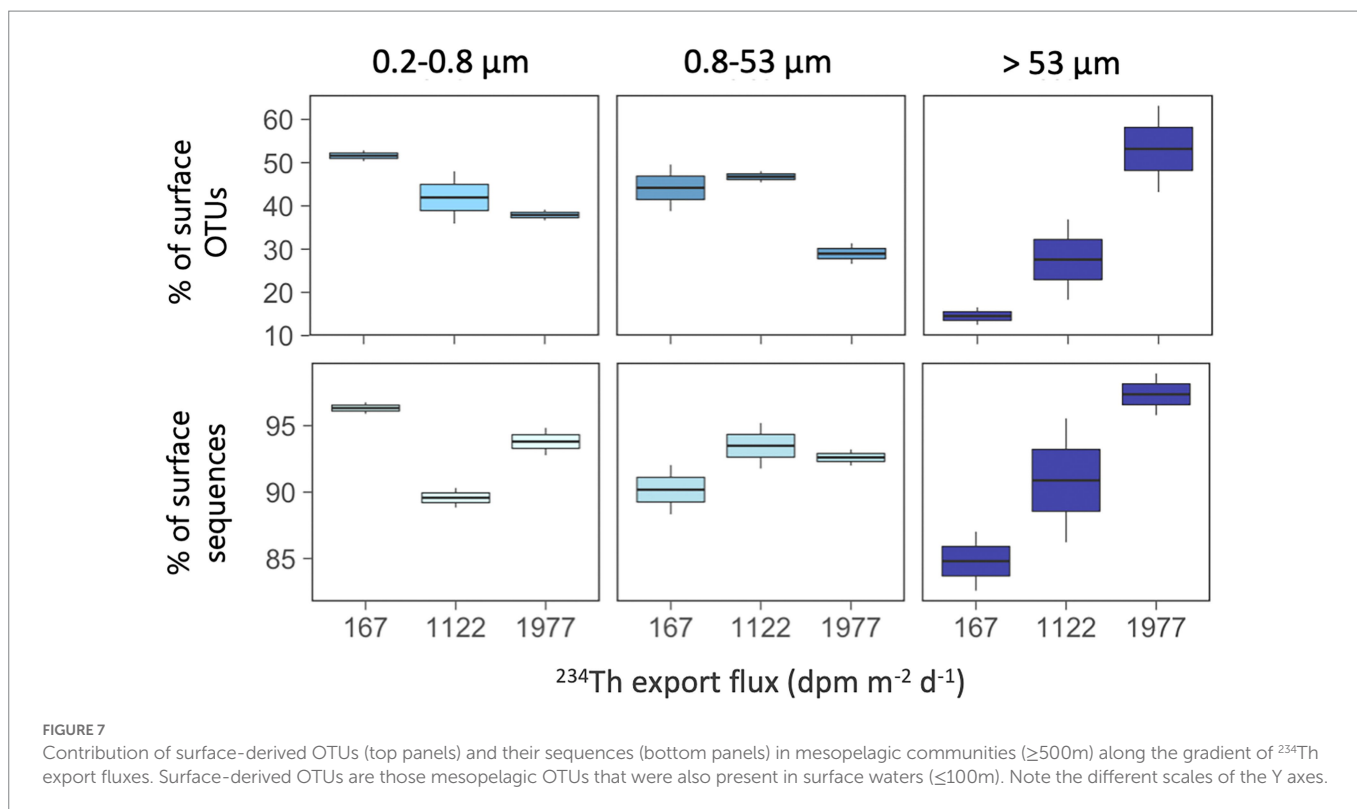 0.2-0.8 µm 0.8-53 µm > 53 µm
% of surface
OTUs
60
50
40
30
20
10
% of surface
sequences
95
90
85
167 1122 1977 167 1122 1977 167 1122 1977
²³⁴Th export flux (dpm m⁻² d⁻¹)
FIGURE 7
Contribution of surface-derived OTUs (top panels) and their sequences (bottom panels) in mesopelagic communities (≥500m) along the gradient of ²³⁴Th
export fluxes. Surface-derived OTUs are those mesopelagic OTUs that were also present in surface waters (≤100m). Note the different scales of the Y axes.